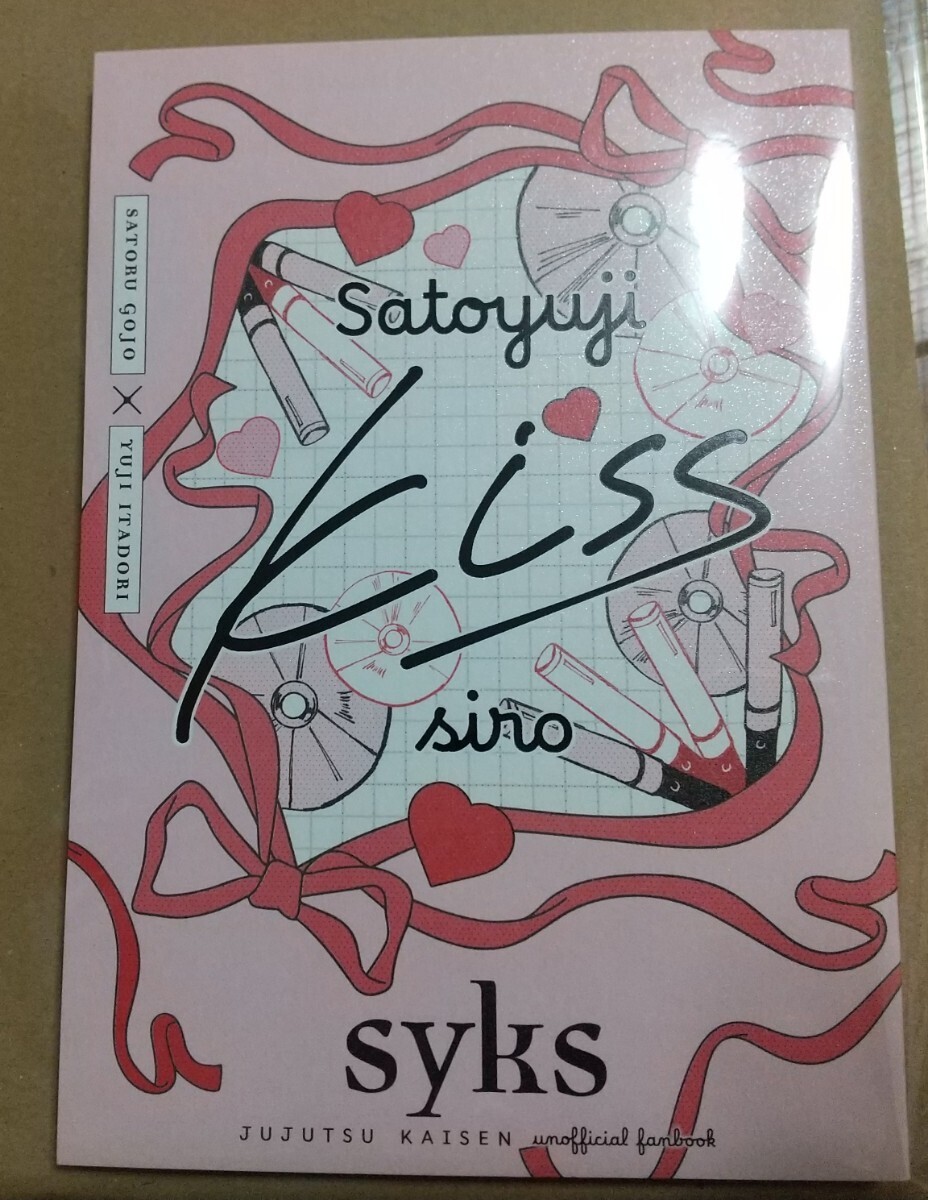 SATORU GOJO
×
YUJI ITADORI
Satoyuji
kiss
siro
syks
JUJUTSU KAISEN unofficial fanbook